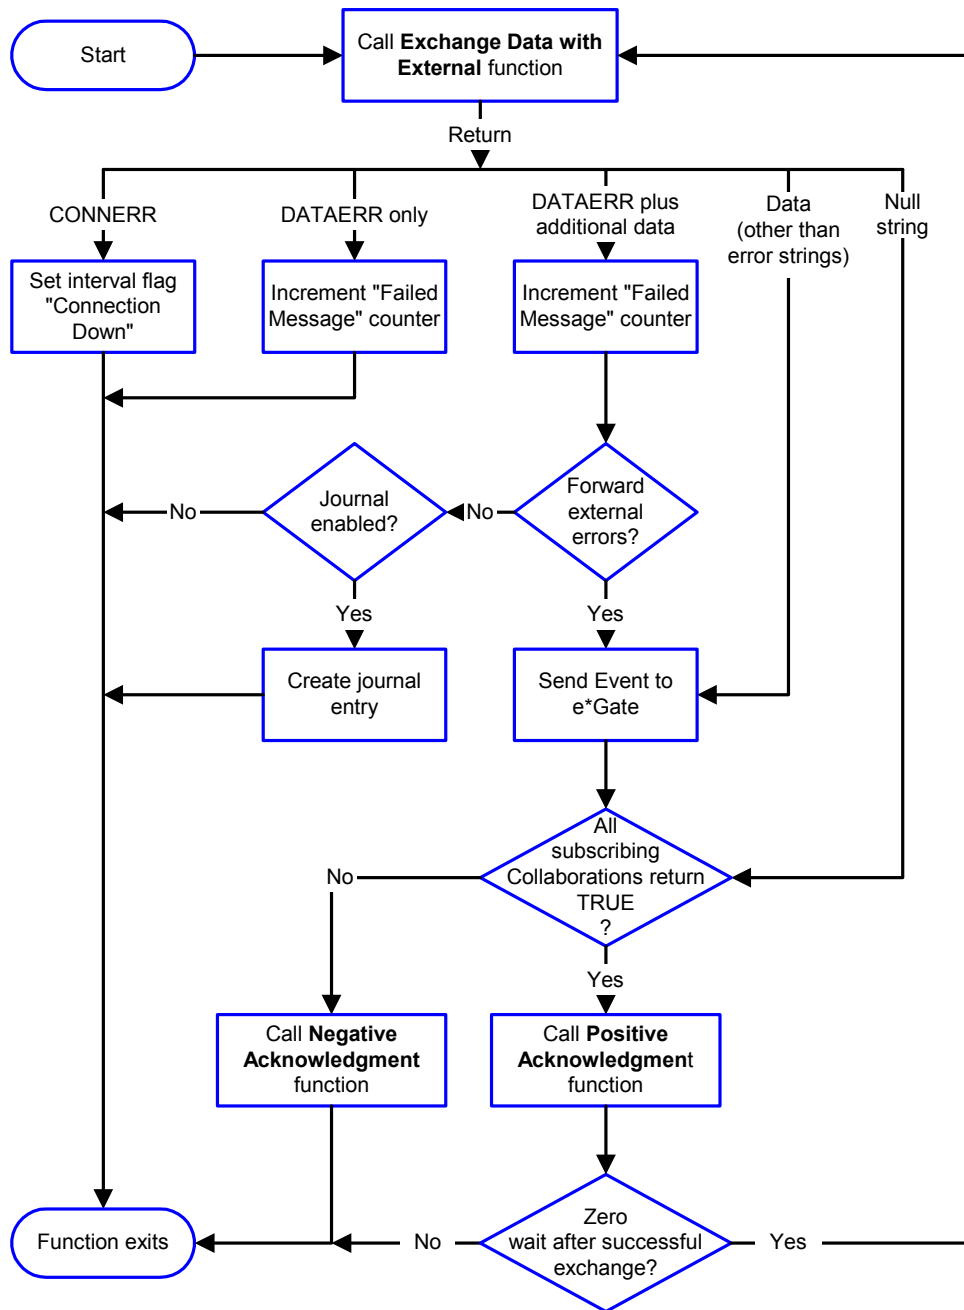 Start
Call Exchange Data with
External function
Return
CONNERR
DATAERR only
DATAERR plus
additional data
Data
(other than
error strings)
Null
string
Set interval flag
"Connection
Down"
Increment "Failed
Message" counter
Increment "Failed
Message" counter
No
Journal
enabled?
No
Forward
external
errors?
Yes
Yes
Create journal
entry
Send Event to
e*Gate
No
All
subscribing
Collaborations return
TRUE
?
Yes
Call Negative
Acknowledgment
function
Call Positive
Acknowledgment
function
Function exits
No
Zero
wait after successful
exchange?
Yes